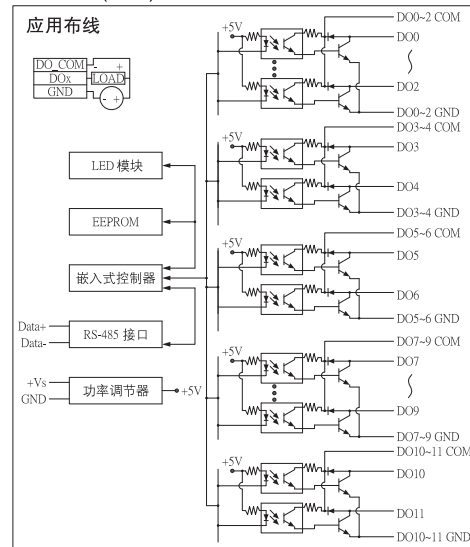 应用布线
DO_COM - +
DOx LOAD
GND - +
LED 模块
EEPROM
嵌入式控制器
Data+
Data-
RS-485 接口
+Vs
GND
功率调节器
+5V
+5V
DO0~2 COM
DO0
DO2
DO0~2 GND
+5V
DO3~4 COM
DO3
DO4
DO3~4 GND
+5V
DO5~6 COM
DO5
DO6
DO5~6 GND
+5V
DO7~9 COM
DO7
DO9
DO7~9 GND
+5V
DO10~11 COM
DO10
DO11
DO10~11 GND